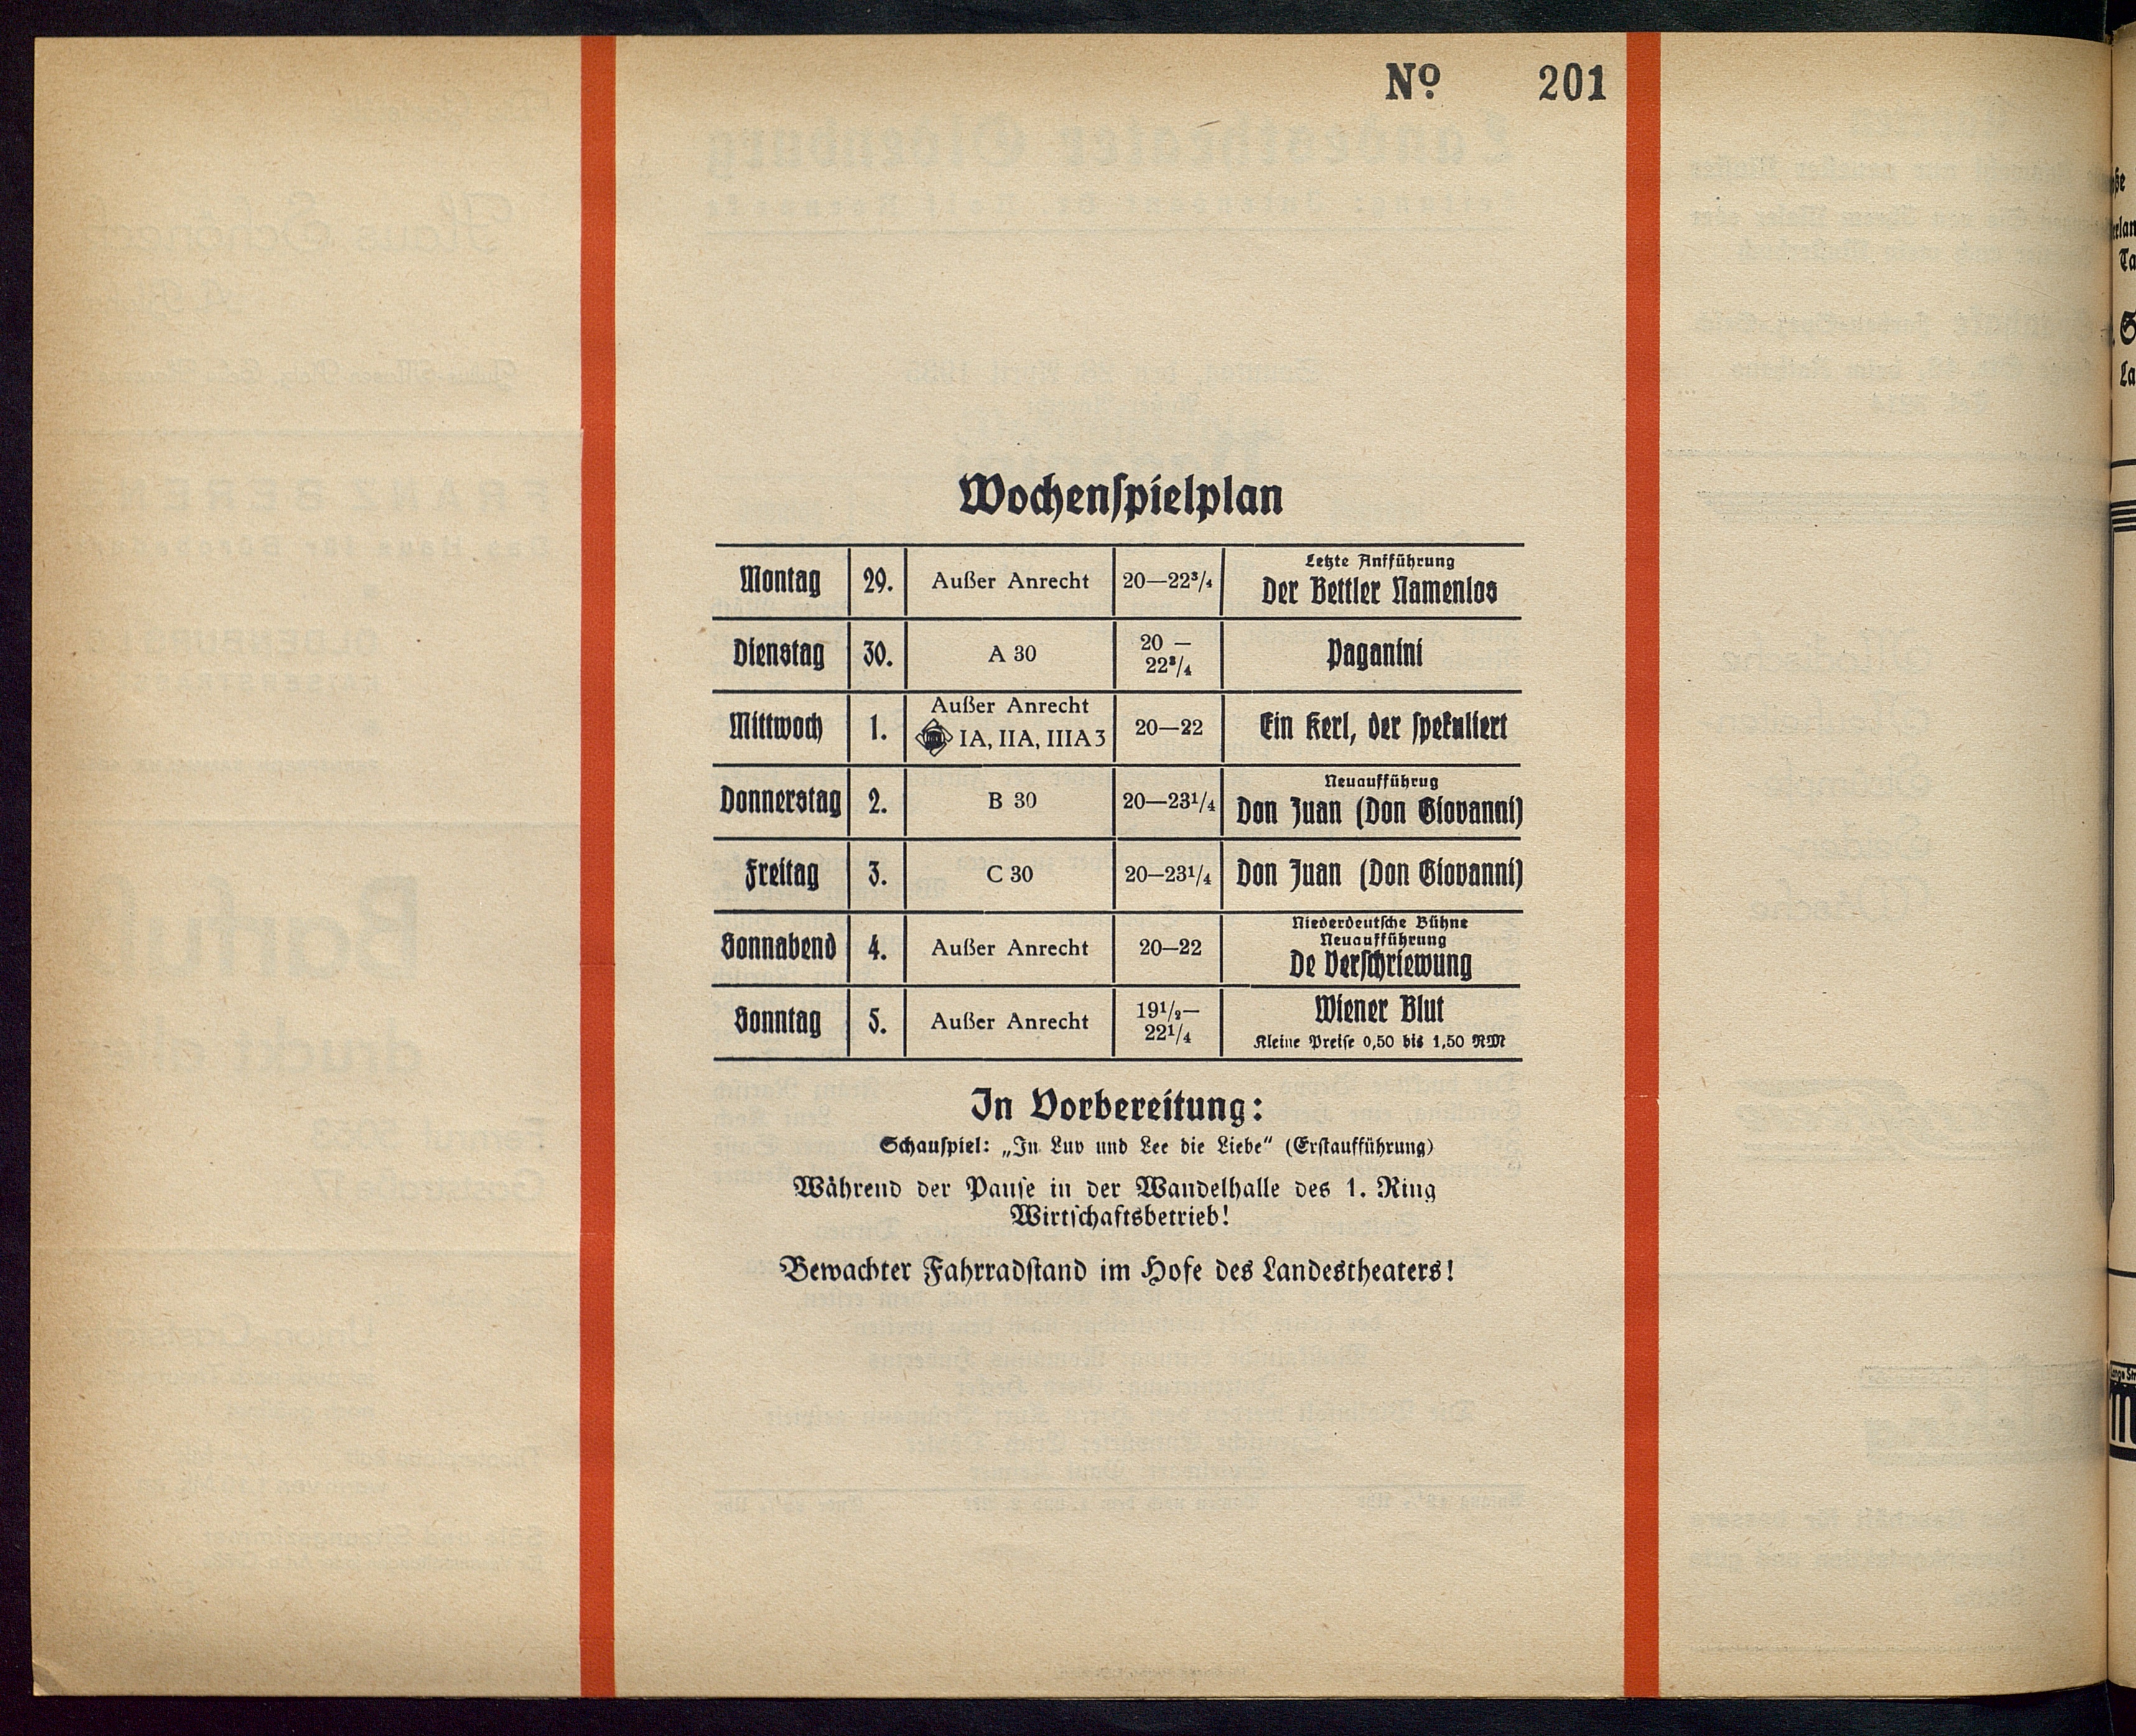 Nº 201
Wochenspielplan
Montag 29. Außer Anrecht 20—22³/₄ Letzte Anfführung Der Bettler Namenlos
Dienstag 30. A 30 20 — 22³/₄ Paganini
Mittwoch 1. Außer Anrecht IA, IIA, IIIA 3 20—22 Ein Kerl, der spekuliert
Donnerstag 2. B 30 20—23¹/₄ Neuaufführug Don Juan (Don Giovanni)
Freitag 3. C 30 20—23¹/₄ Don Juan (Don Giovanni)
Sonnabend 4. Außer Anrecht 20—22 Niederdeutsche Bühne Neuaufführung De Verschriewung
Sonntag 5. Außer Anrecht 19¹/₂— 22¹/₄ Wiener Blut Kleine Preise 0,50 bis 1,50 RM
In Vorbereitung:
Schauspiel: „In Luv und Lee die Liebe“ (Erstaufführung)
Während der Pause in der Wandelhalle des 1. Ring
Wirtschaftsbetrieb!
Bewachter Fahrradstand im Hofe des Landestheaters!